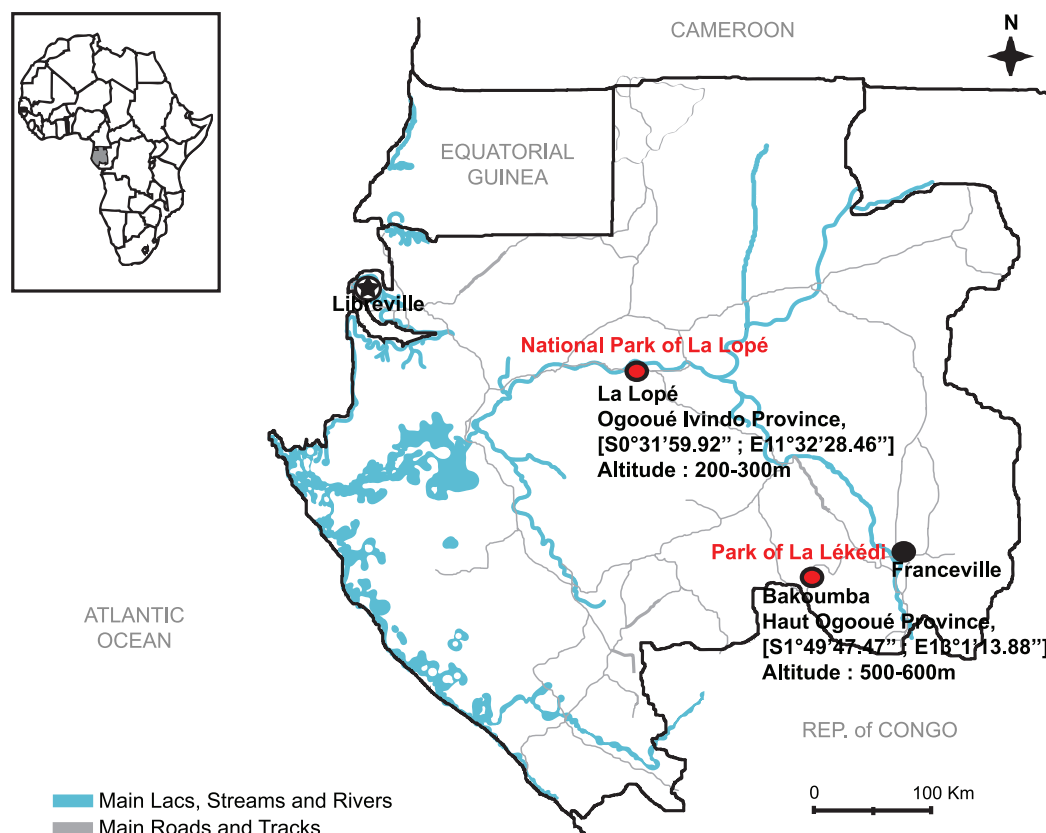 CAMEROON
N
EQUATORIAL
GUINEA
Libreville
National Park of La Lopé
La Lopé
Ogooué Ivindo Province,
[S0°31’59.92” ; E11°32’28.46”]
Altitude : 200-300m
Park of La Lékédi
Franceville
Bakoumba
Haut Ogooué Province,
[S1°49’47.47” ; E13°1’13.88”]
Altitude : 500-600m
ATLANTIC
OCEAN
REP. of CONGO
Main Lacs, Streams and Rivers
Main Roads and Tracks
0 100 Km